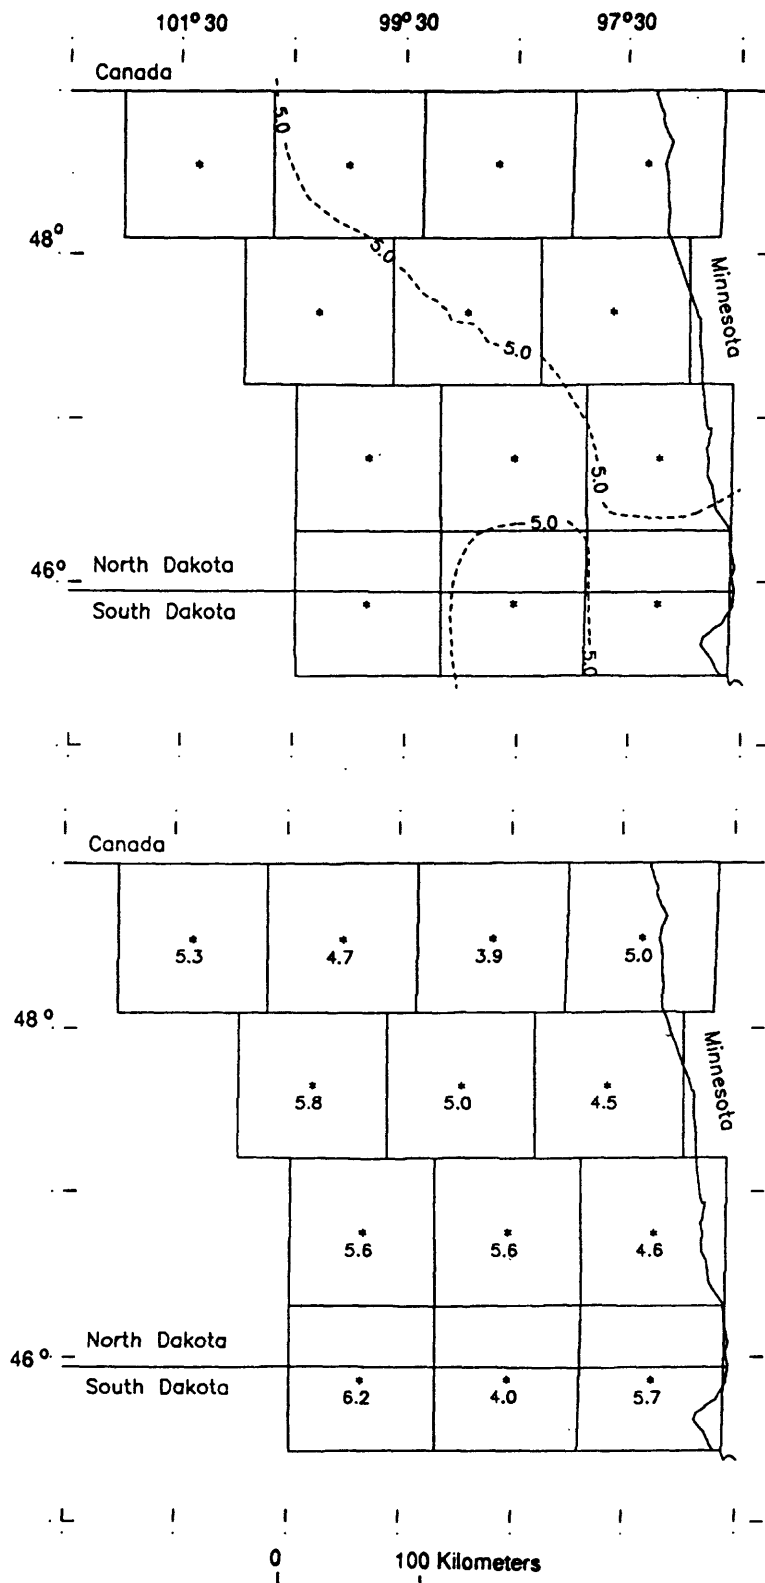 101° 30 99° 30 97° 30
Canada
5.0
48°
5.0
Minnesota
5.0
5.0
5.0
46° North Dakota
South Dakota
5.0
Canada
* * * *
5.3 4.7 3.9 5.0
48°
Minnesota
* * *
5.8 5.0 4.5
* * *
5.6 5.6 4.6
46° North Dakota
South Dakota
* * *
6.2 4.0 5.7
0 100 Kilometers